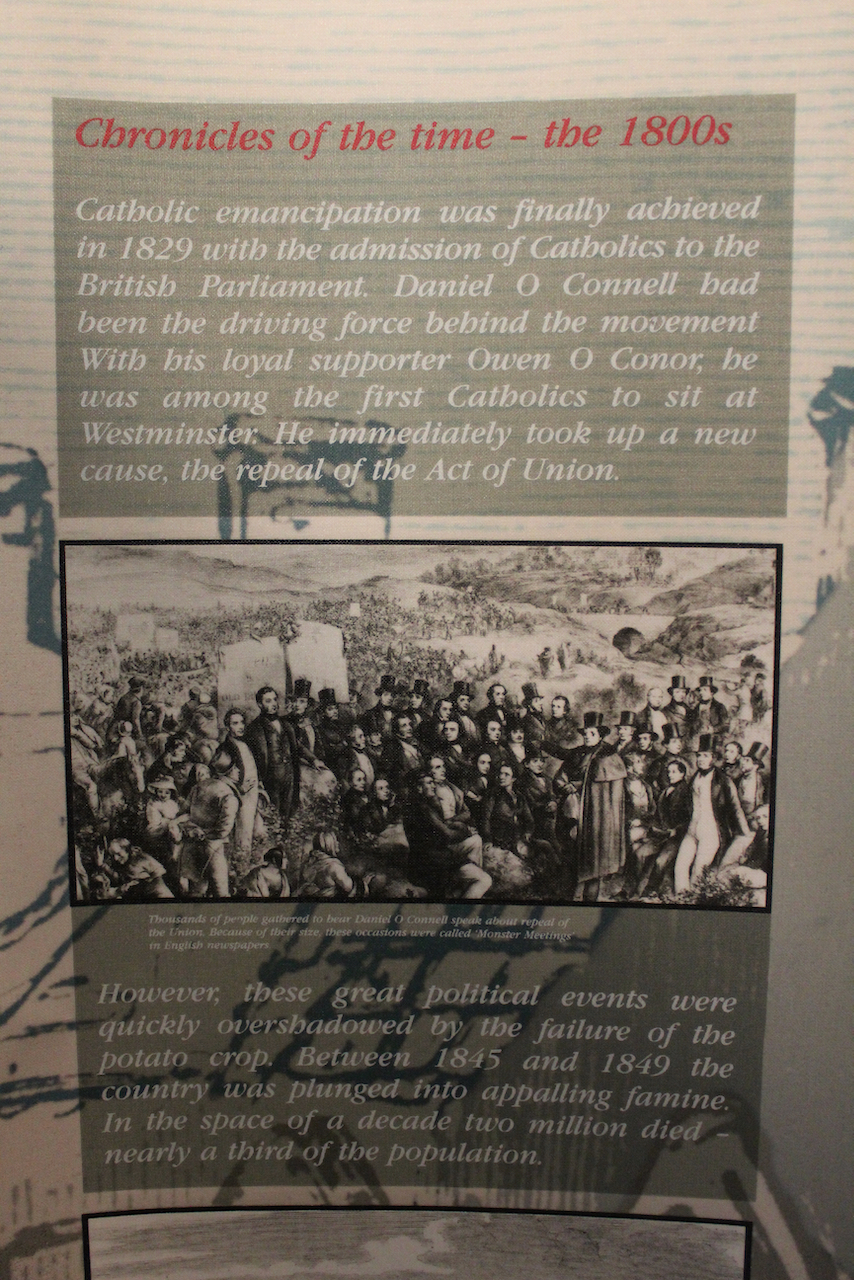 Chronicles of the time – the 1800s
Catholic emancipation was finally achieved
in 1829 with the admission of Catholics to the
British Parliament. Daniel O Connell had
been the driving force behind the movement
With his loyal supporter Owen O Conor, he
was among the first Catholics to sit at
Westminster. He immediately took up a new
cause, the repeal of the Act of Union.
Thousands of people gathered to hear Daniel O Connell speak about repeal of
the Union. Because of their size, these occasions were called 'Monster Meetings'
in English newspapers
However, these great political events were
quickly overshadowed by the failure of the
potato crop. Between 1845 and 1849 the
country was plunged into appalling famine.
In the space of a decade two million died –
nearly a third of the population.